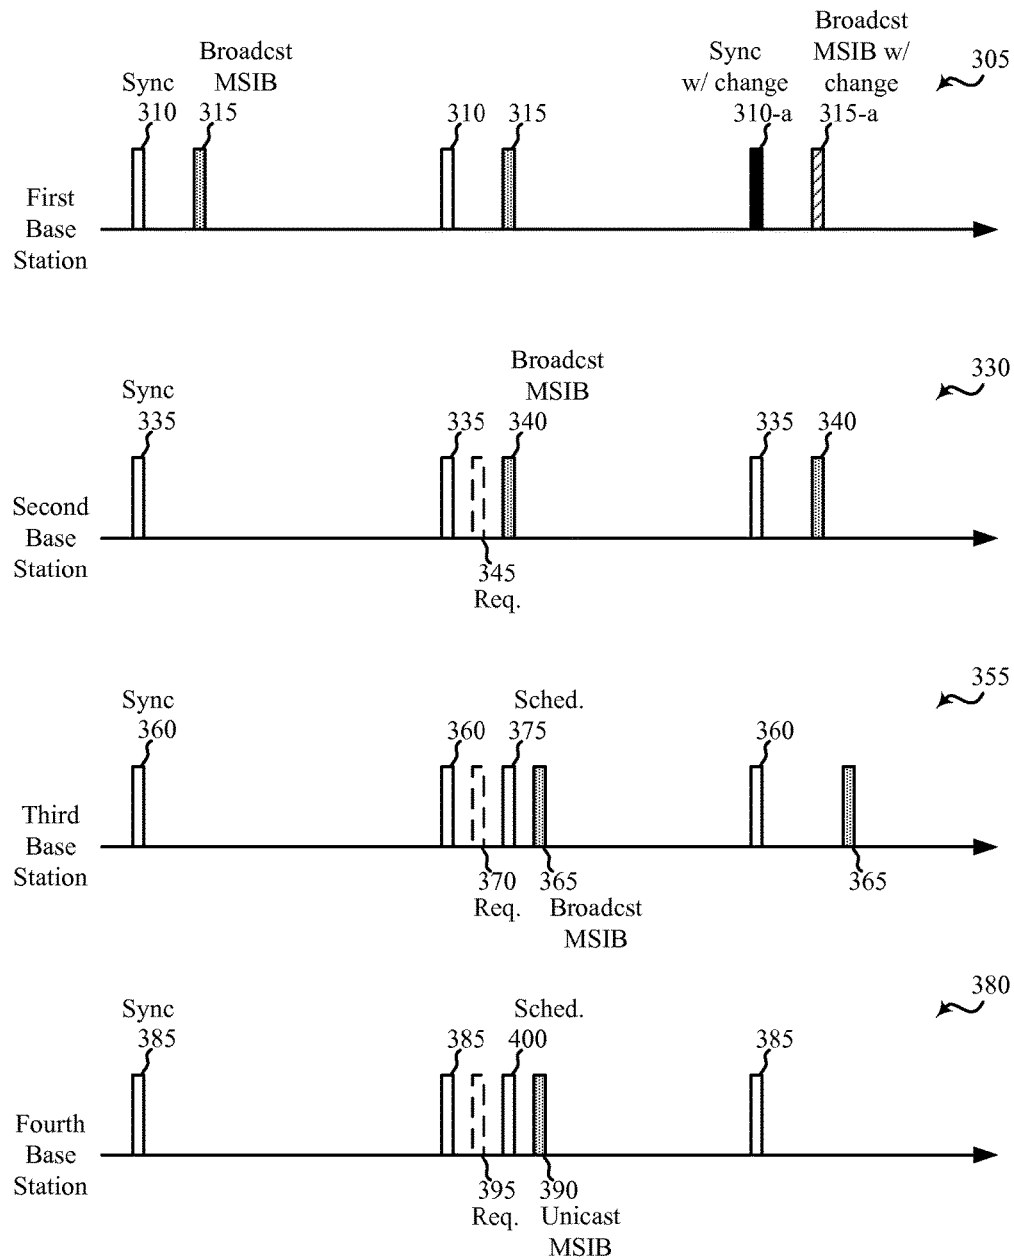 Broadcst
MSIB
Sync
310
315
310
315
Sync
w/ change
310-a
Broadcst
MSIB w/
change
315-a
305
First
Base
Station
330
Broadcst
MSIB
Sync
335
335
340
335
340
Second
Base
Station
345
Req.
355
Sync
360
360
Sched.
375
360
Third
Base
Station
370
Req.
365
Broadcst
MSIB
365
380
Sync
385
385
Sched.
400
385
Fourth
Base
Station
395
Req.
390
Unicast
MSIB